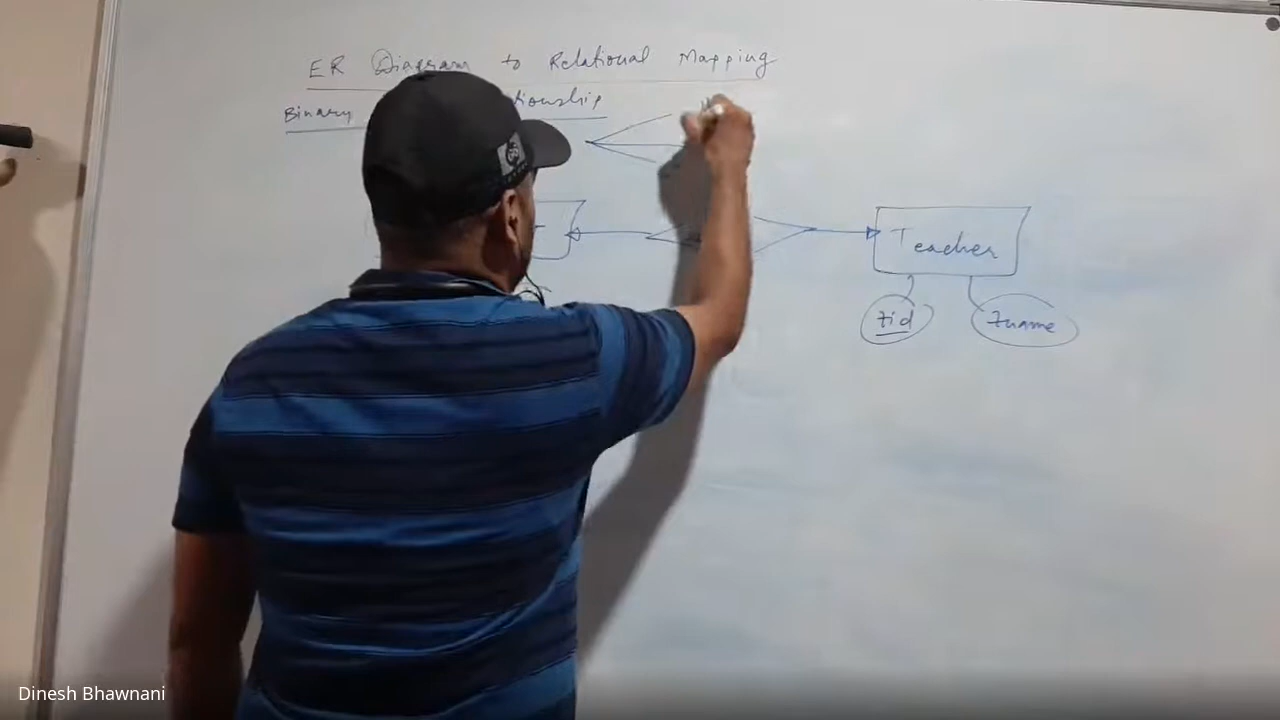 ER Diagram to Relational Mapping
Binary
Teacher
tid
Tname
Dinesh Bhawnani